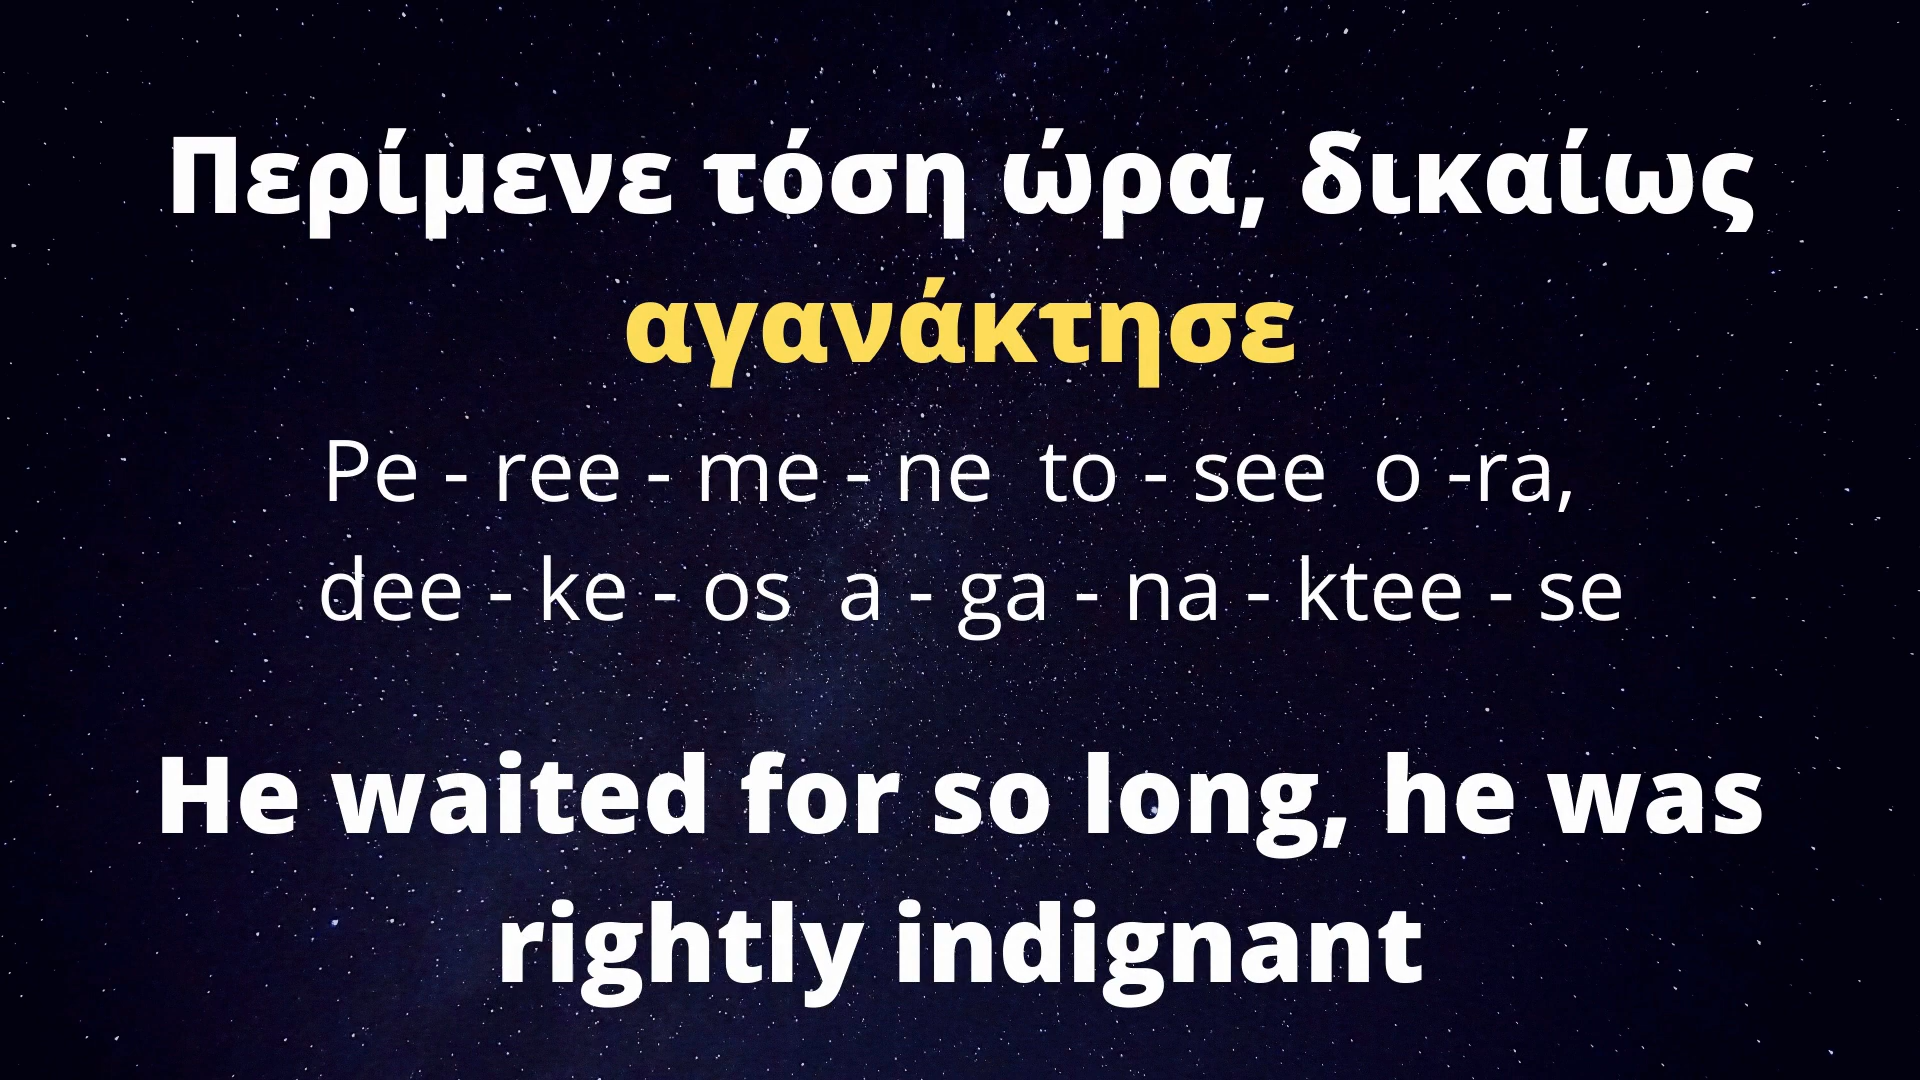 Περίμενε τόση ώρα, δικαίως
αγανάκτησε
Pe - ree - me - ne  to - see  o -ra,
dee - ke - os  a - ga - na - ktee - se
He waited for so long, he was
rightly indignant